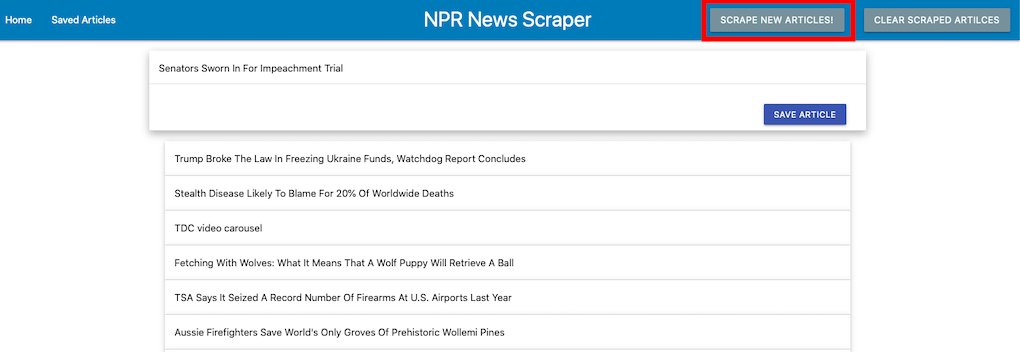 Home Saved Articles NPR News Scraper SCRAPE NEW ARTICLES! CLEAR SCRAPED ARTILCES
Senators Sworn In For Impeachment Trial
SAVE ARTICLE
Trump Broke The Law In Freezing Ukraine Funds, Watchdog Report Concludes
Stealth Disease Likely To Blame For 20% Of Worldwide Deaths
TDC video carousel
Fetching With Wolves: What It Means That A Wolf Puppy Will Retrieve A Ball
TSA Says It Seized A Record Number Of Firearms At U.S. Airports Last Year
Aussie Firefighters Save World's Only Groves Of Prehistoric Wollemi Pines